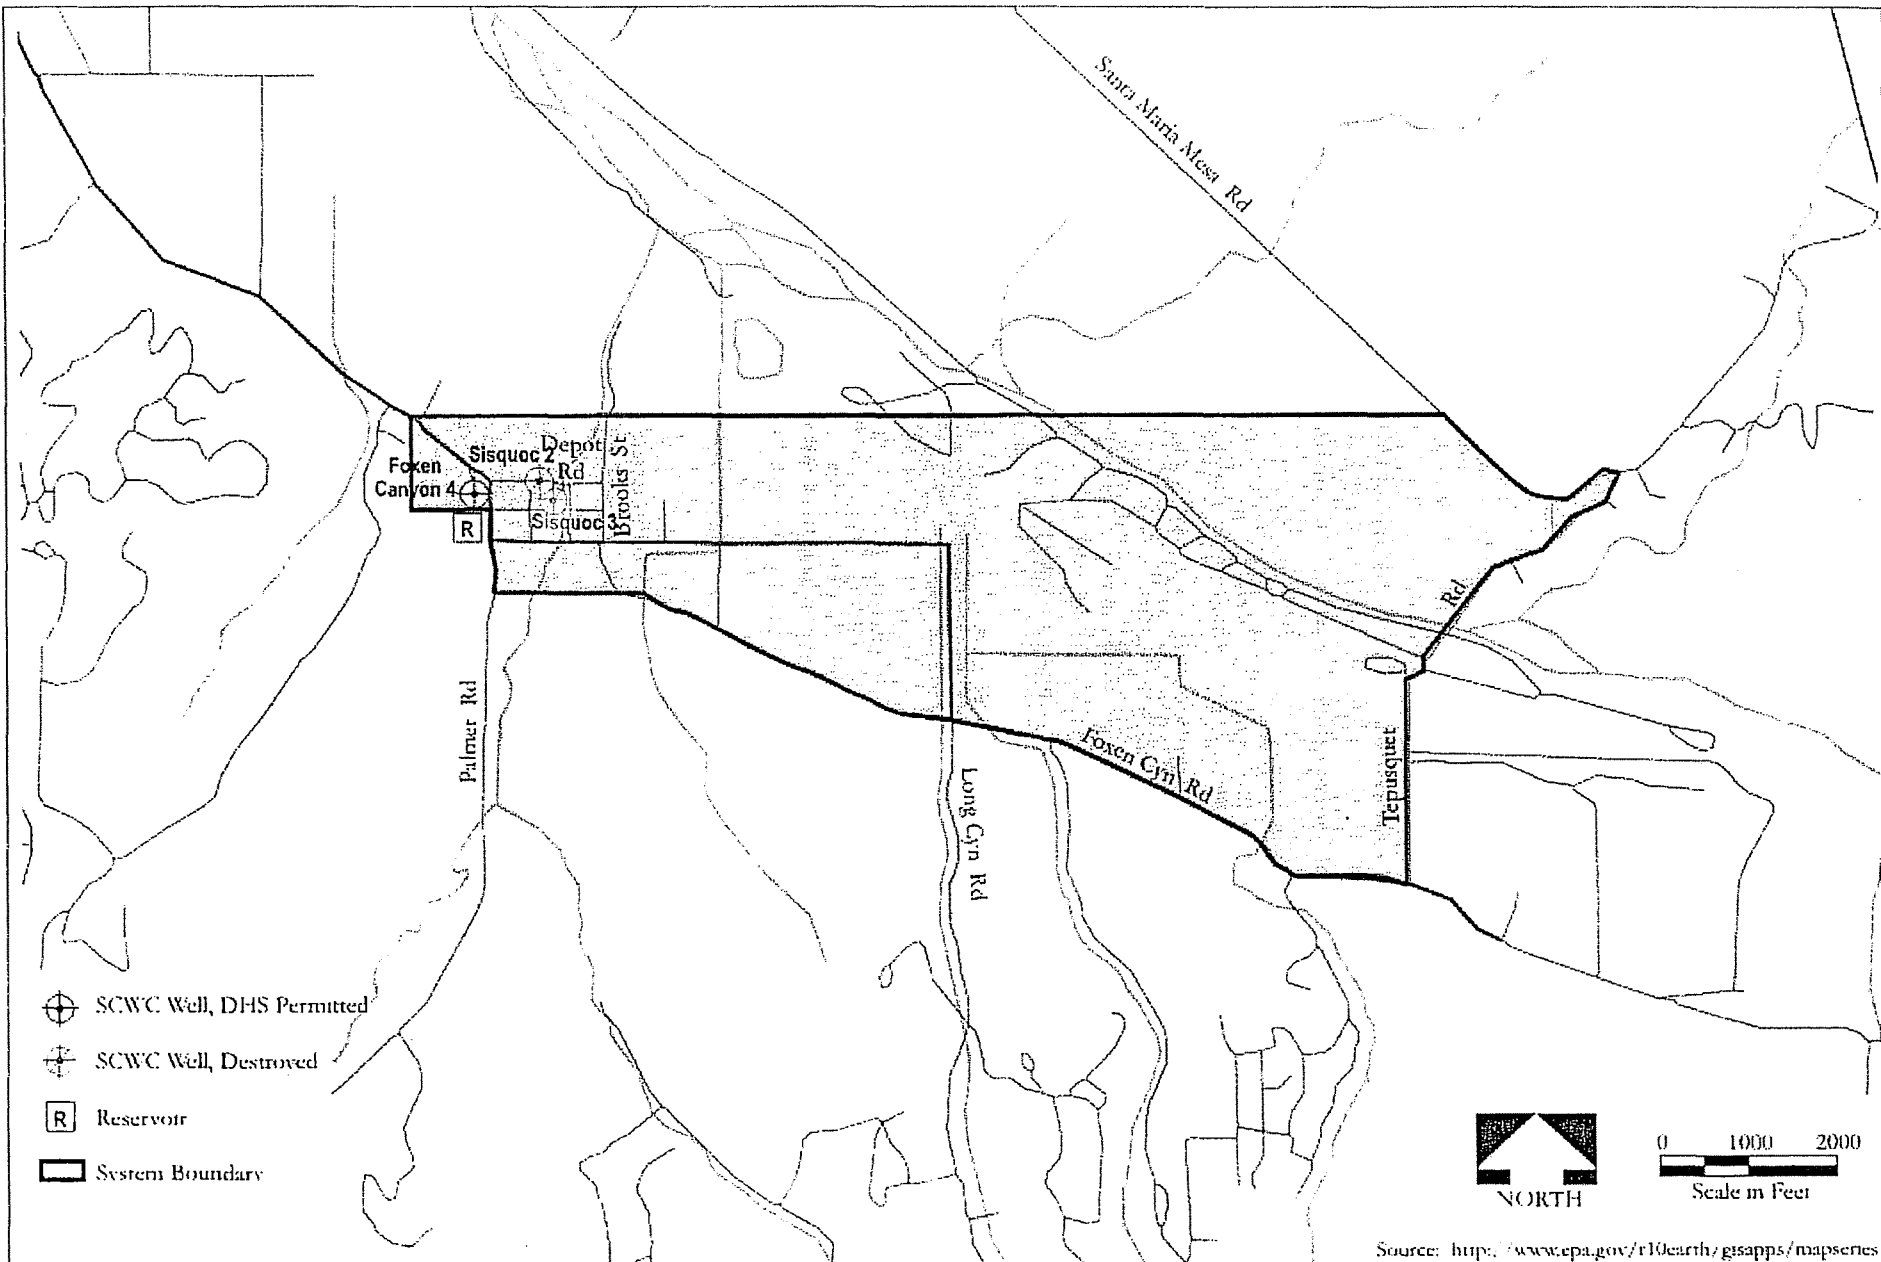 Santa Maria Mesa Rd
Sisquoc 2
Depot
Rd
Foxen
Canyon 4
Brooks St
R
Sisquoc 3
Rd
Palmer Rd
Foxen Cyn Rd
Tepusquet
Long Cyn Rd
SCWC Well, DHS Permitted
SCWC Well, Destroyed
R Reservoir
System Boundary
NORTH
0 1000 2000
Scale in Feet
Source: http://www.epa.gov/r10earth/gisapps/mapseries